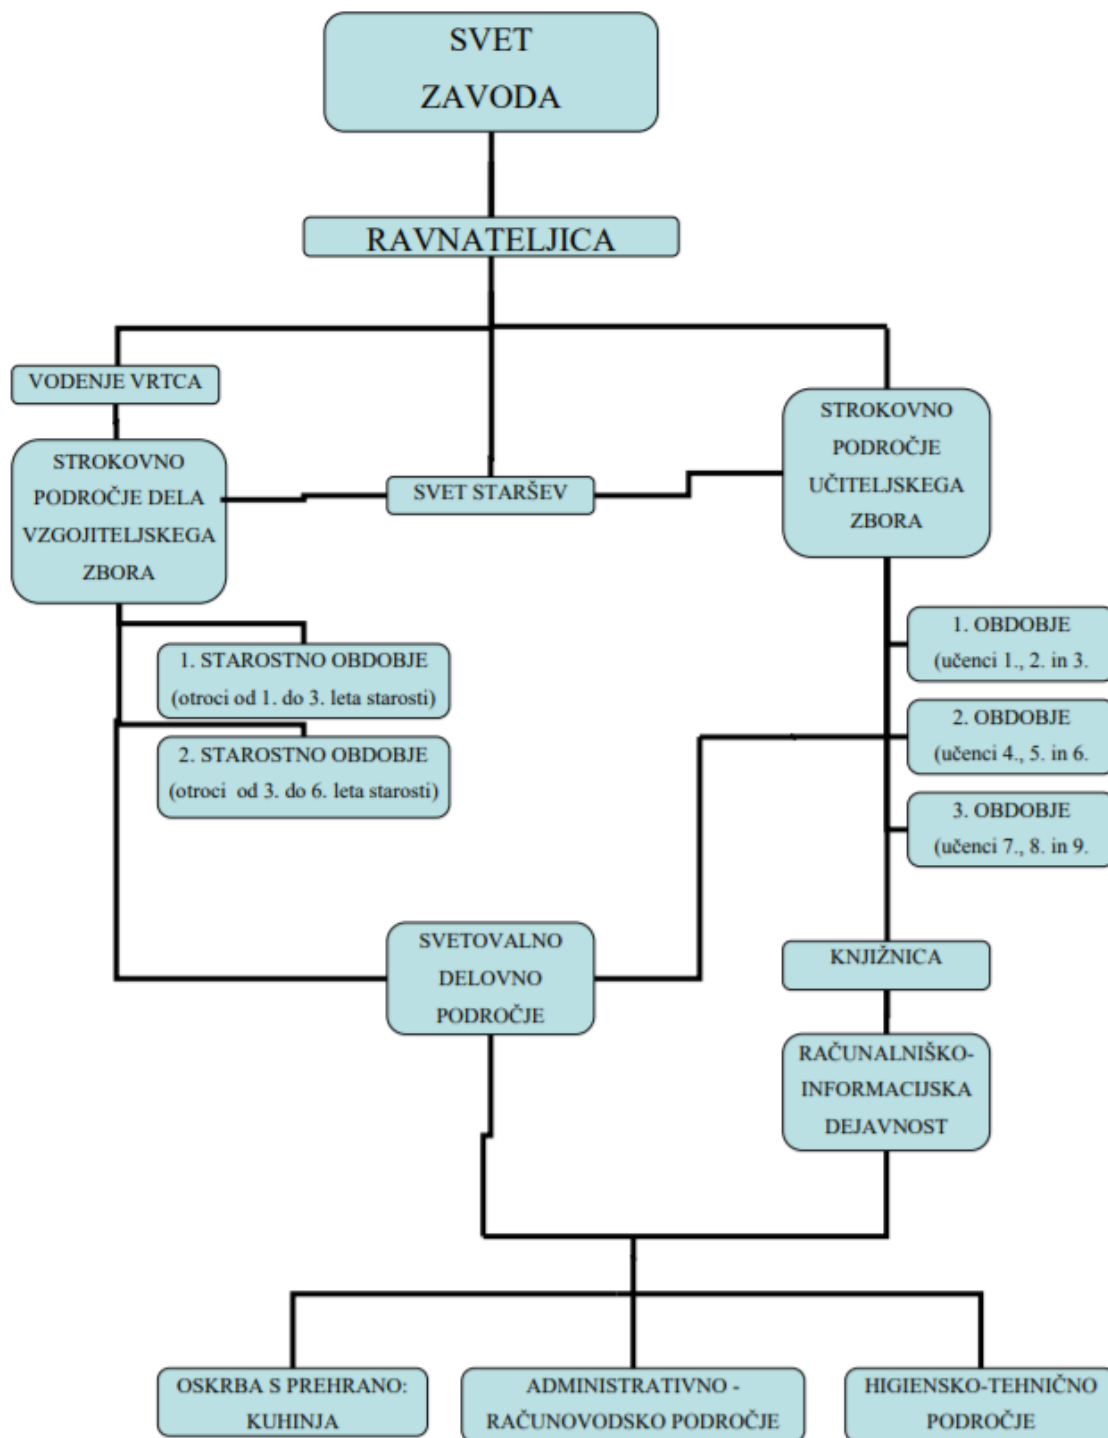 SVET
ZAVODA
RAVNATELJICA
VODENJE VRTCA
STROKOVNO
PODROČJE DELA
VZGOJITELJSKEGA
ZBORA
SVET STARŠEV
STROKOVNO
PODROČJE
UČITELJSKEGA
ZBORA
1. STAROSTNO OBDOBJE
(otroci od 1. do 3. leta starosti)
2. STAROSTNO OBDOBJE
(otroci od 3. do 6. leta starosti)
1. OBDOBJE
(učenci 1., 2. in 3.
2. OBDOBJE
(učenci 4., 5. in 6.
3. OBDOBJE
(učenci 7., 8. in 9.
SVETOVALNO
DELOVNO
PODROČJE
KNJIŽNICA
RAČUNALNIŠKO-
INFORMACIJSKA
DEJAVNOST
OSKRBA S PREHRANO:
KUHINJA
ADMINISTRATIVNO -
RAČUNOVODSKO PODROČJE
HIGIENSKO-TEHNIČNO
PODROČJE